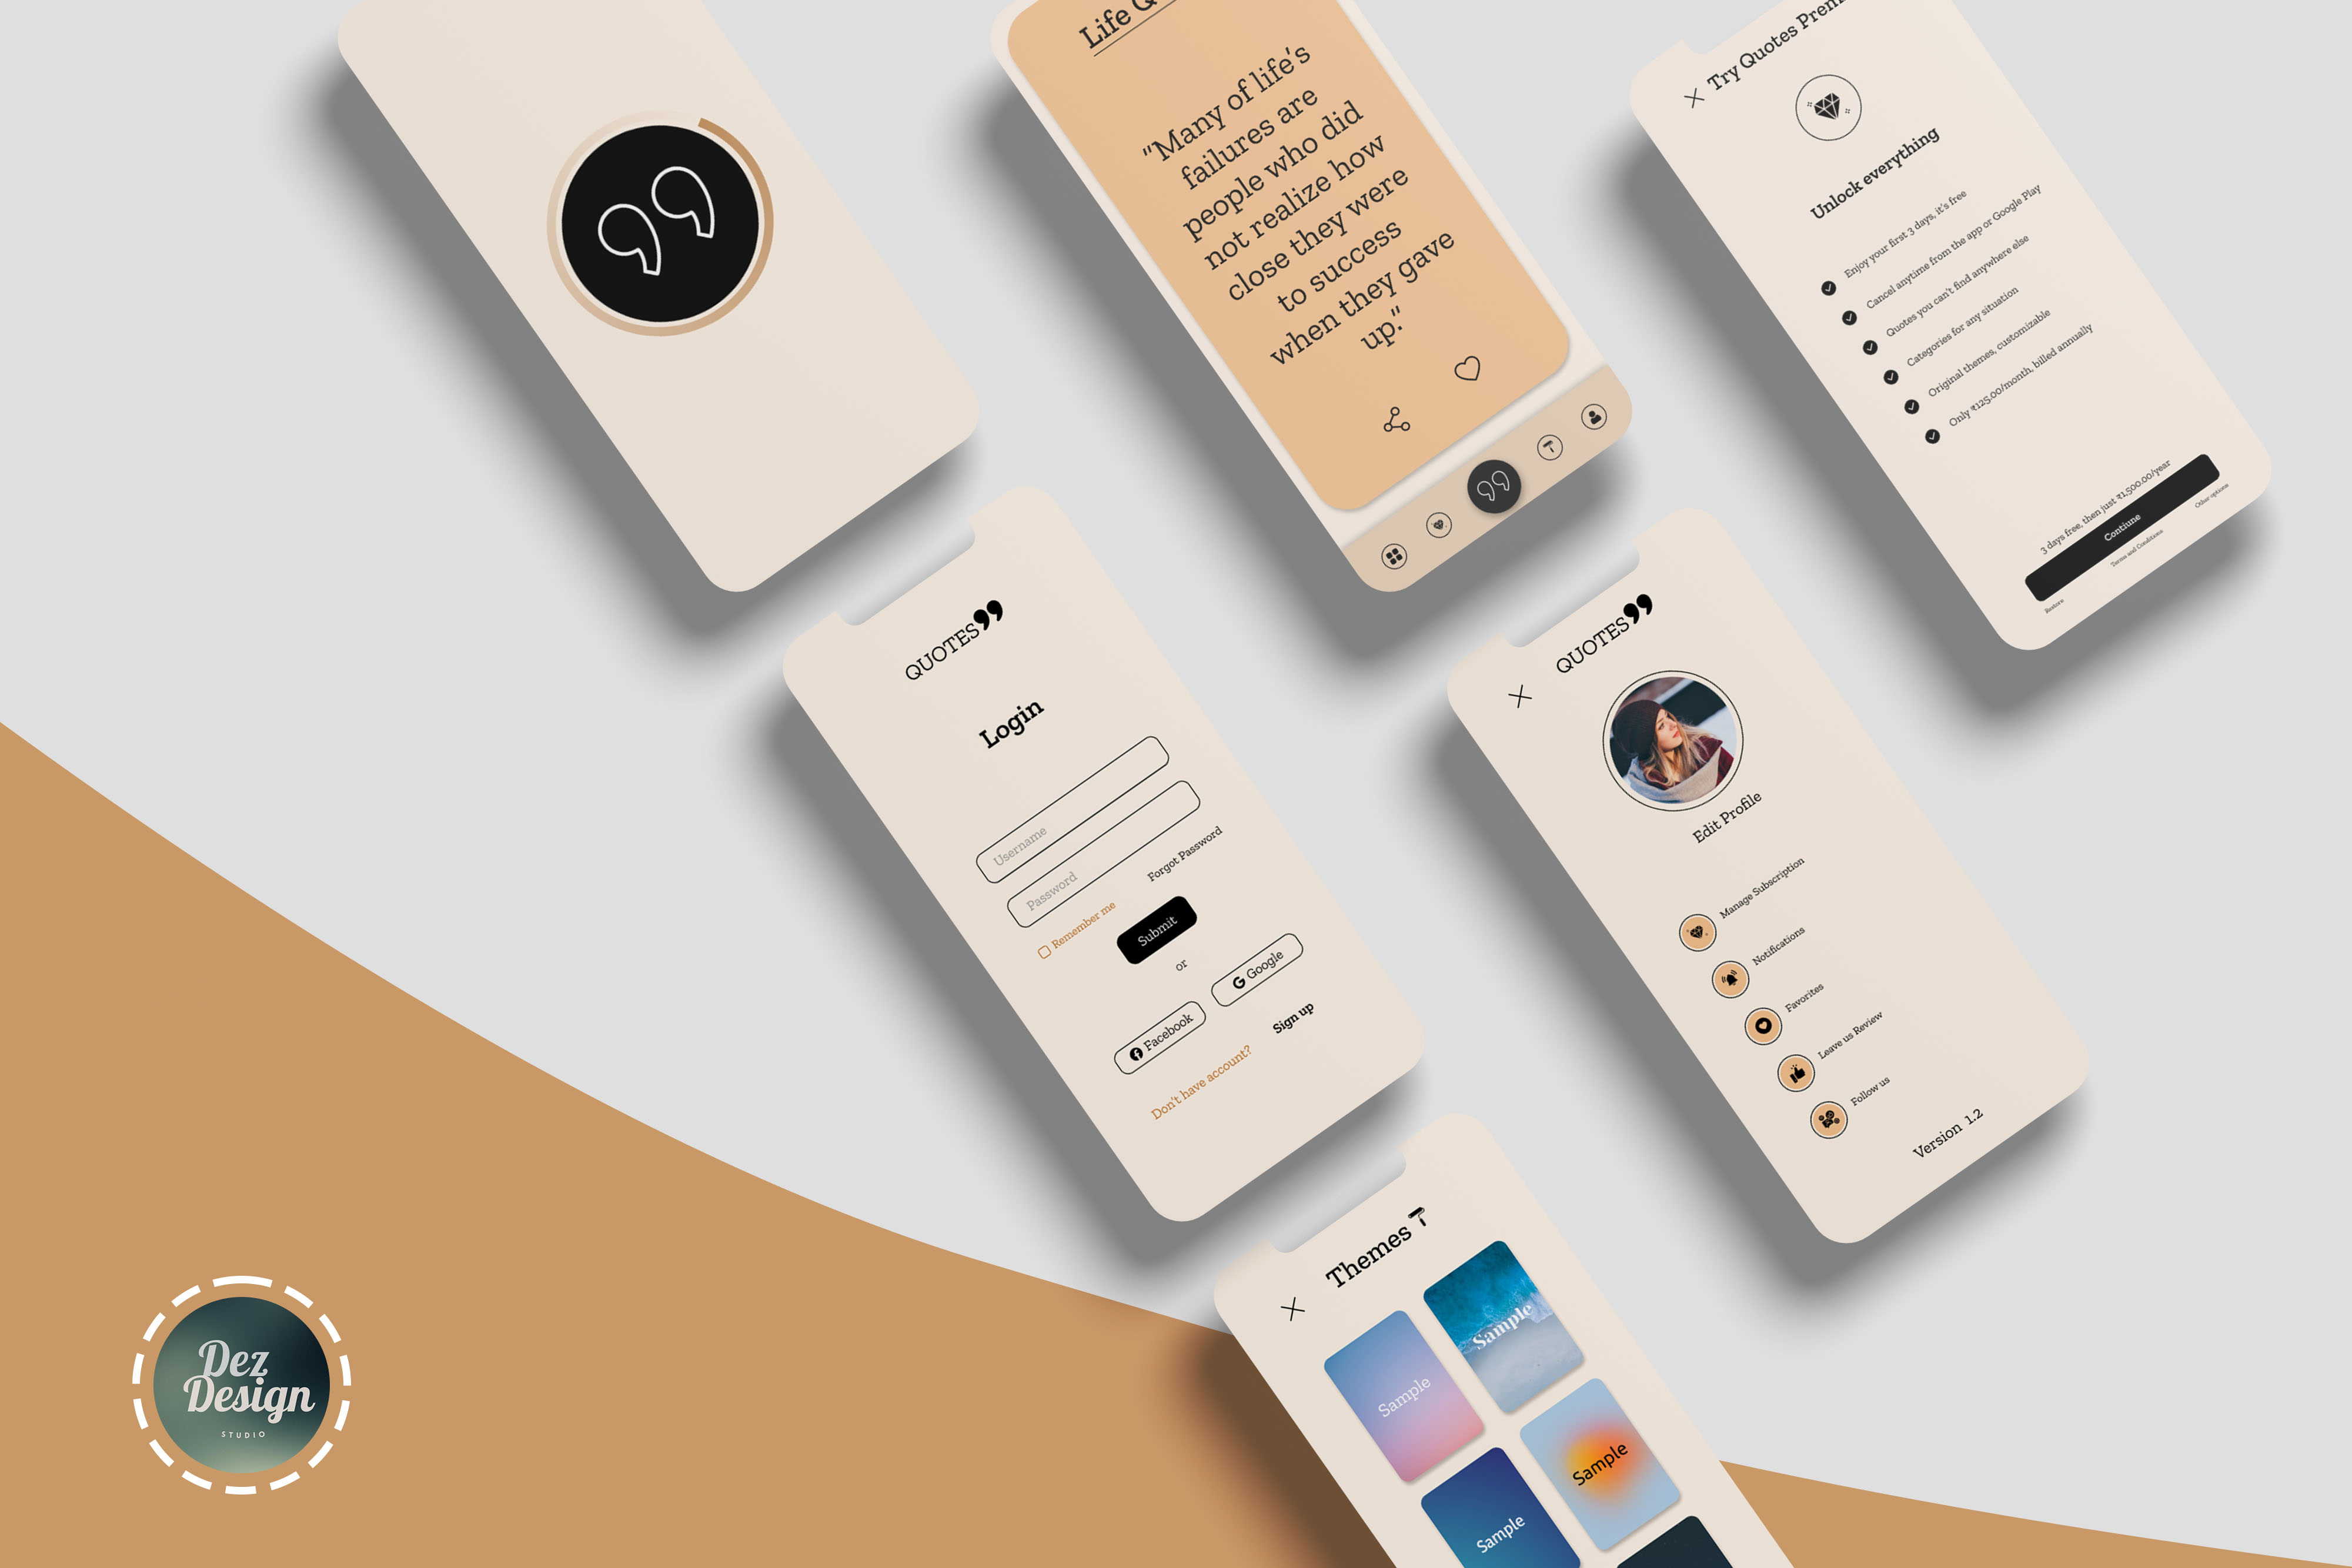 Life Q
“Many of life’s
failures are
people who did
not realize how
close they were
to success
when they gave
up.”
Try Quotes Prem
Unlock everything
Enjoy your first 3 days, it's free
Cancel anytime from the app or Google Play
Quotes you can't find anywhere else
Categories for any situation
Original themes, customizable
Only ₹125.00/month, billed annually
3 days free, then just ₹1,500.00/year
Contiune
Restore
Terms and Conditions
Other options
QUOTES
Login
Username
Password
Remember me
Forgot Password
Submit
or
Facebook
Google
Don't have account?
Sign up
QUOTES
Edit Profile
Manage Subscription
Notifications
Favorites
Leave us Review
Follow us
Version 1.2
Themes
Sample
Sample
Sample
Sample
Dez
Design
STUDIO